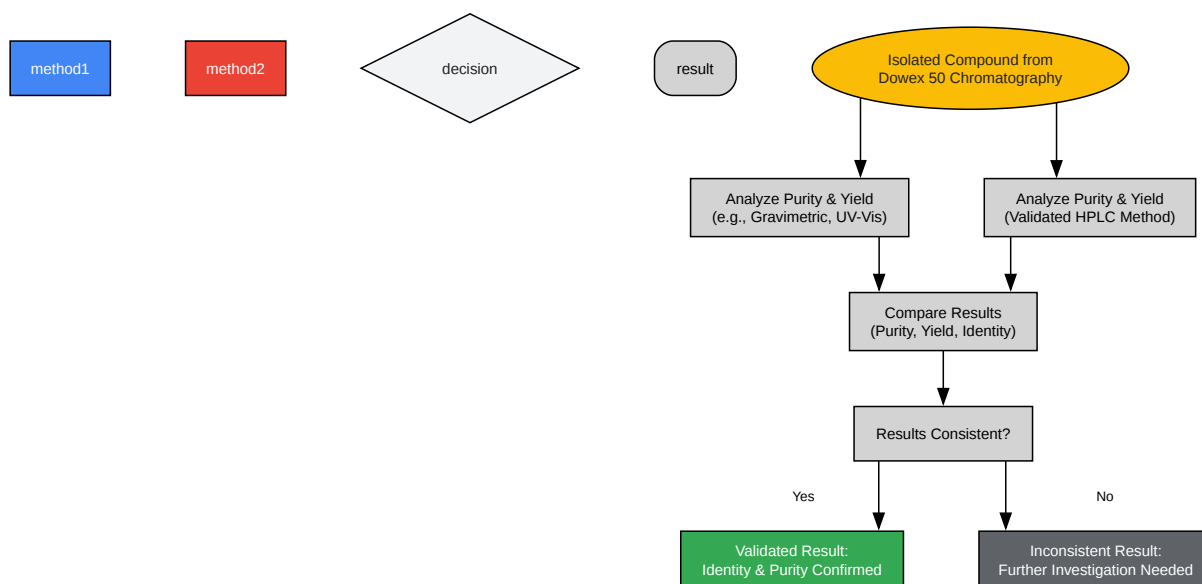 method1
method2
decision
result
Isolated Compound from
Dowex 50 Chromatography
Analyze Purity & Yield
(e.g., Gravimetric, UV-Vis)
Analyze Purity & Yield
(Validated HPLC Method)
Compare Results
(Purity, Yield, Identity)
Results Consistent?
Yes
No
Validated Result:
Identity & Purity Confirmed
Inconsistent Result:
Further Investigation Needed